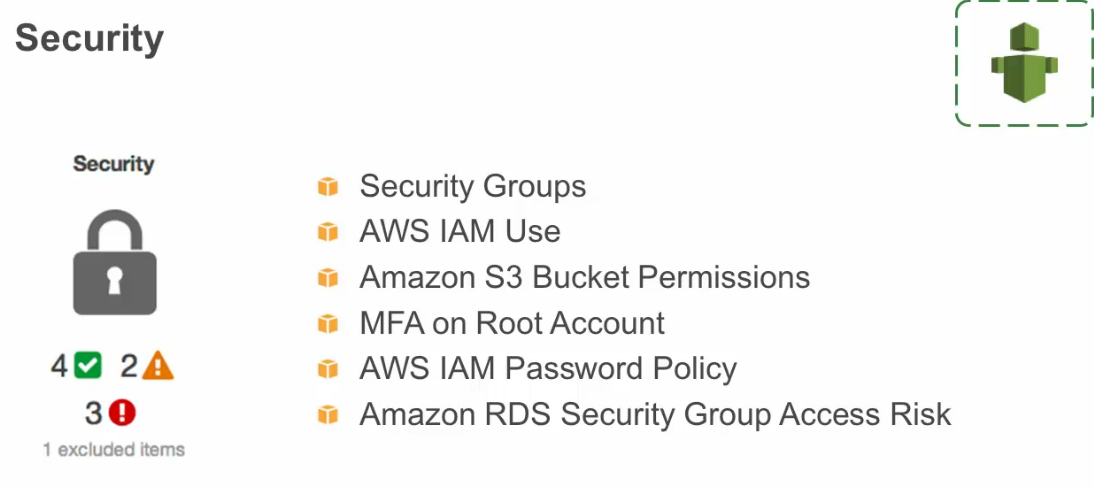 Security
Security
4 2
3
1 excluded items
Security Groups
AWS IAM Use
Amazon S3 Bucket Permissions
MFA on Root Account
AWS IAM Password Policy
Amazon RDS Security Group Access Risk